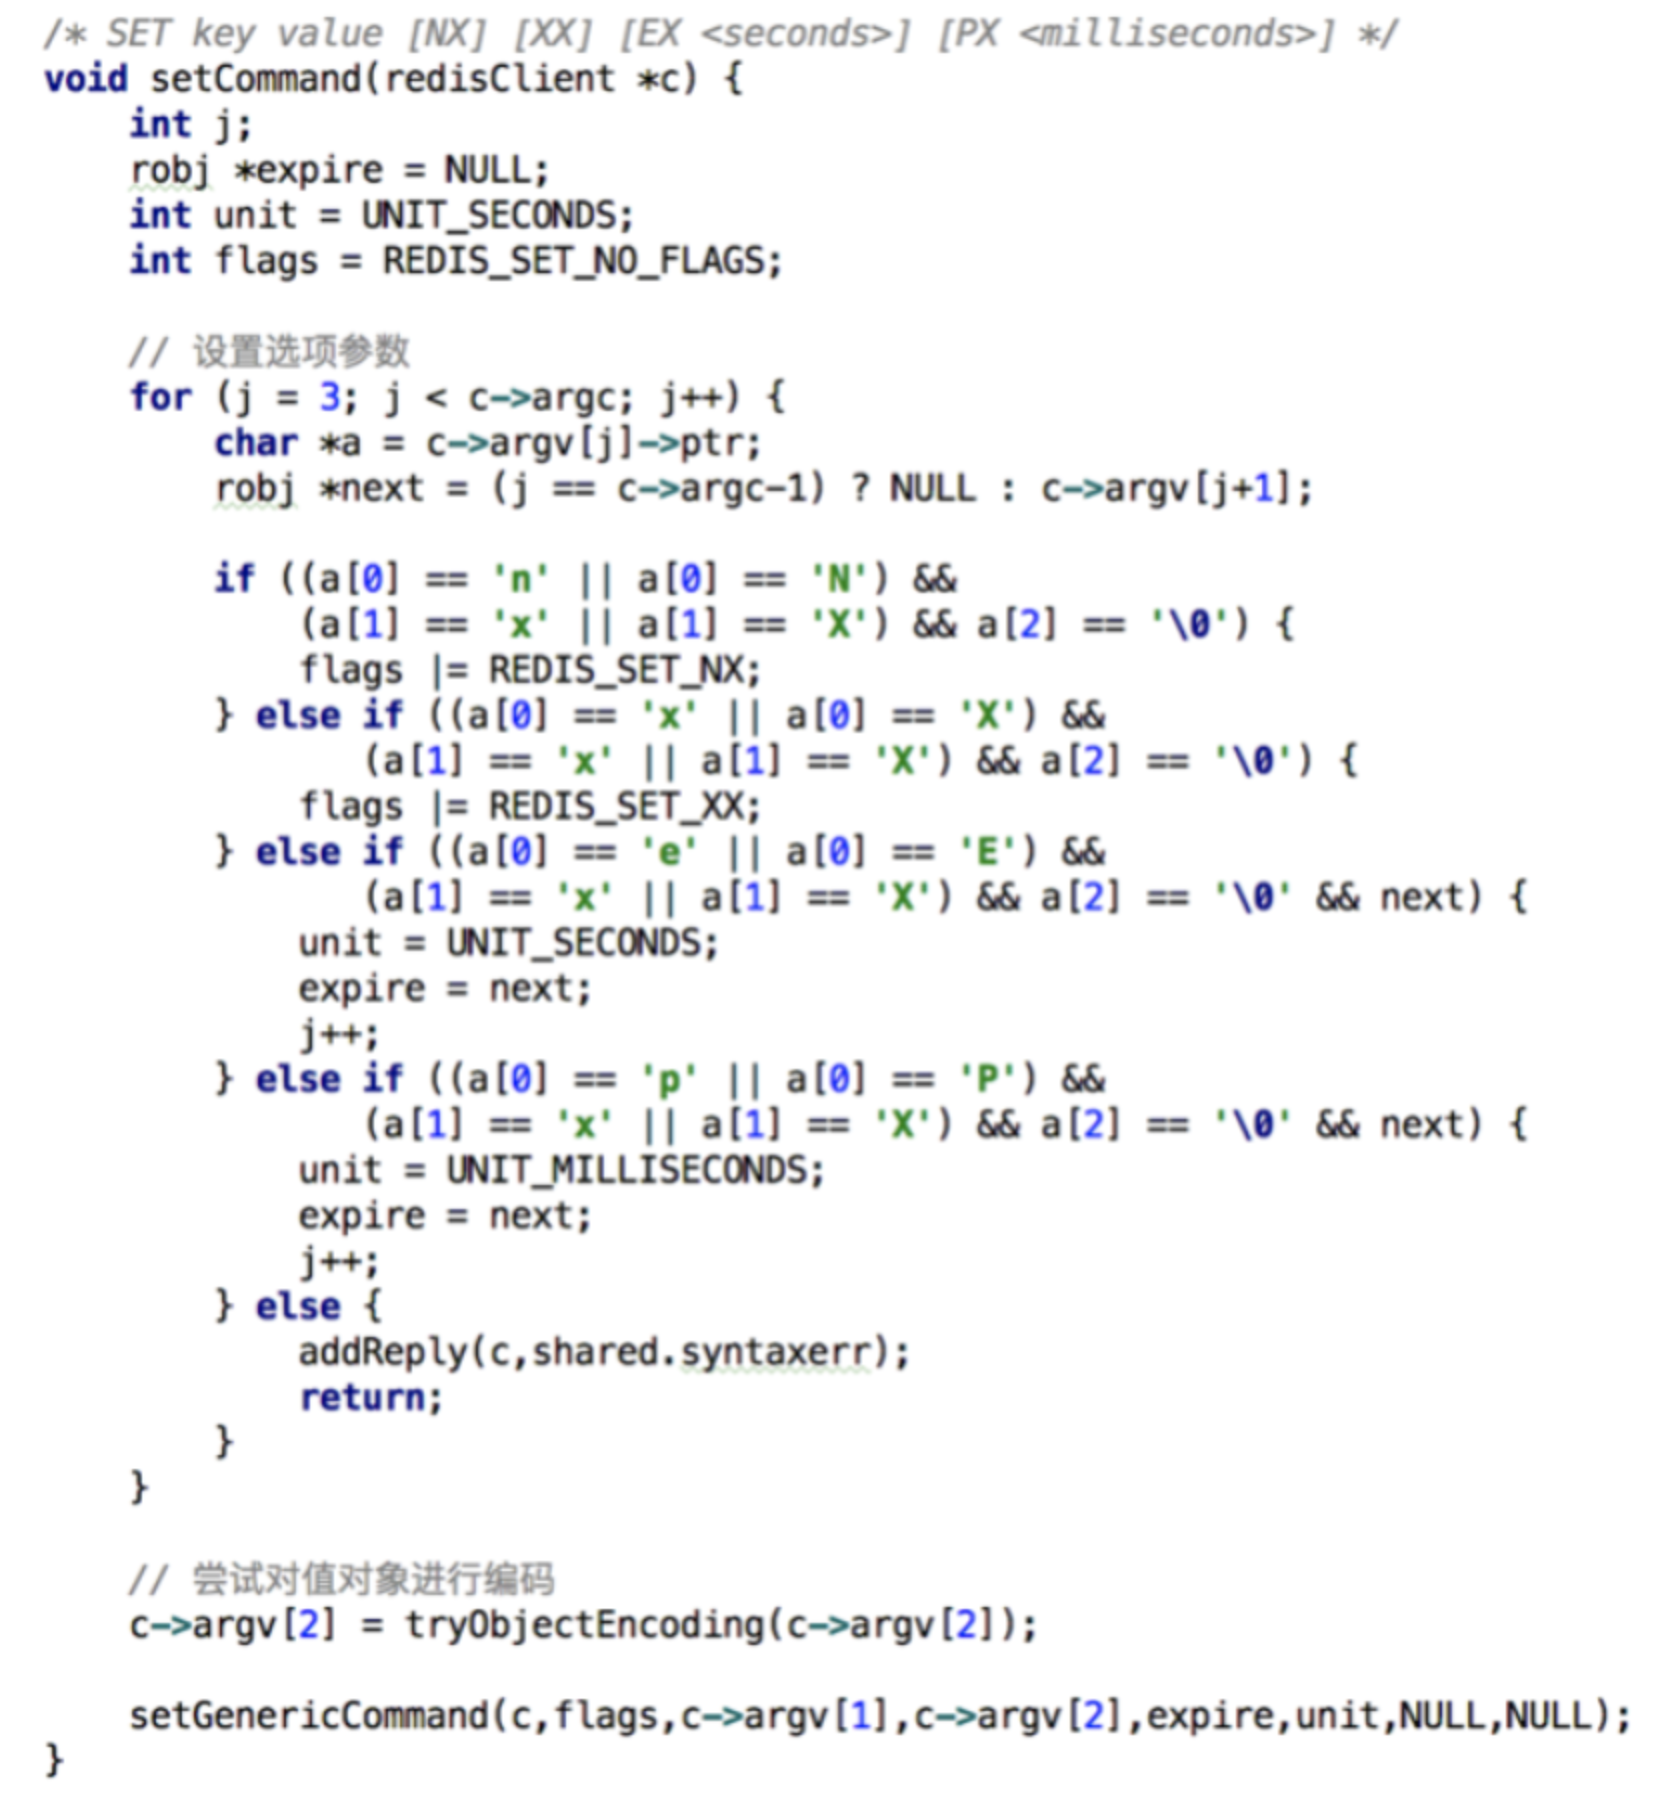 /* SET key value [NX] [XX] [EX <seconds>] [PX <milliseconds>] */
void setCommand(redisClient *c) {
    int j;
    robj *expire = NULL;
    int unit = UNIT_SECONDS;
    int flags = REDIS_SET_NO_FLAGS;

    // 设置选项参数
    for (j = 3; j < c->argc; j++) {
        char *a = c->argv[j]->ptr;
        robj *next = (j == c->argc-1) ? NULL : c->argv[j+1];

        if ((a[0] == 'n' || a[0] == 'N') &&
            (a[1] == 'x' || a[1] == 'X') && a[2] == '\0') {
            flags |= REDIS_SET_NX;
        } else if ((a[0] == 'x' || a[0] == 'X') &&
               (a[1] == 'x' || a[1] == 'X') && a[2] == '\0') {
            flags |= REDIS_SET_XX;
        } else if ((a[0] == 'e' || a[0] == 'E') &&
               (a[1] == 'x' || a[1] == 'X') && a[2] == '\0' && next) {
            unit = UNIT_SECONDS;
            expire = next;
            j++;
        } else if ((a[0] == 'p' || a[0] == 'P') &&
               (a[1] == 'x' || a[1] == 'X') && a[2] == '\0' && next) {
            unit = UNIT_MILLISECONDS;
            expire = next;
            j++;
        } else {
            addReply(c,shared.syntaxerr);
            return;
        }
    }

    // 尝试对值对象进行编码
    c->argv[2] = tryObjectEncoding(c->argv[2]);

    setGenericCommand(c,flags,c->argv[1],c->argv[2],expire,unit,NULL,NULL);
}